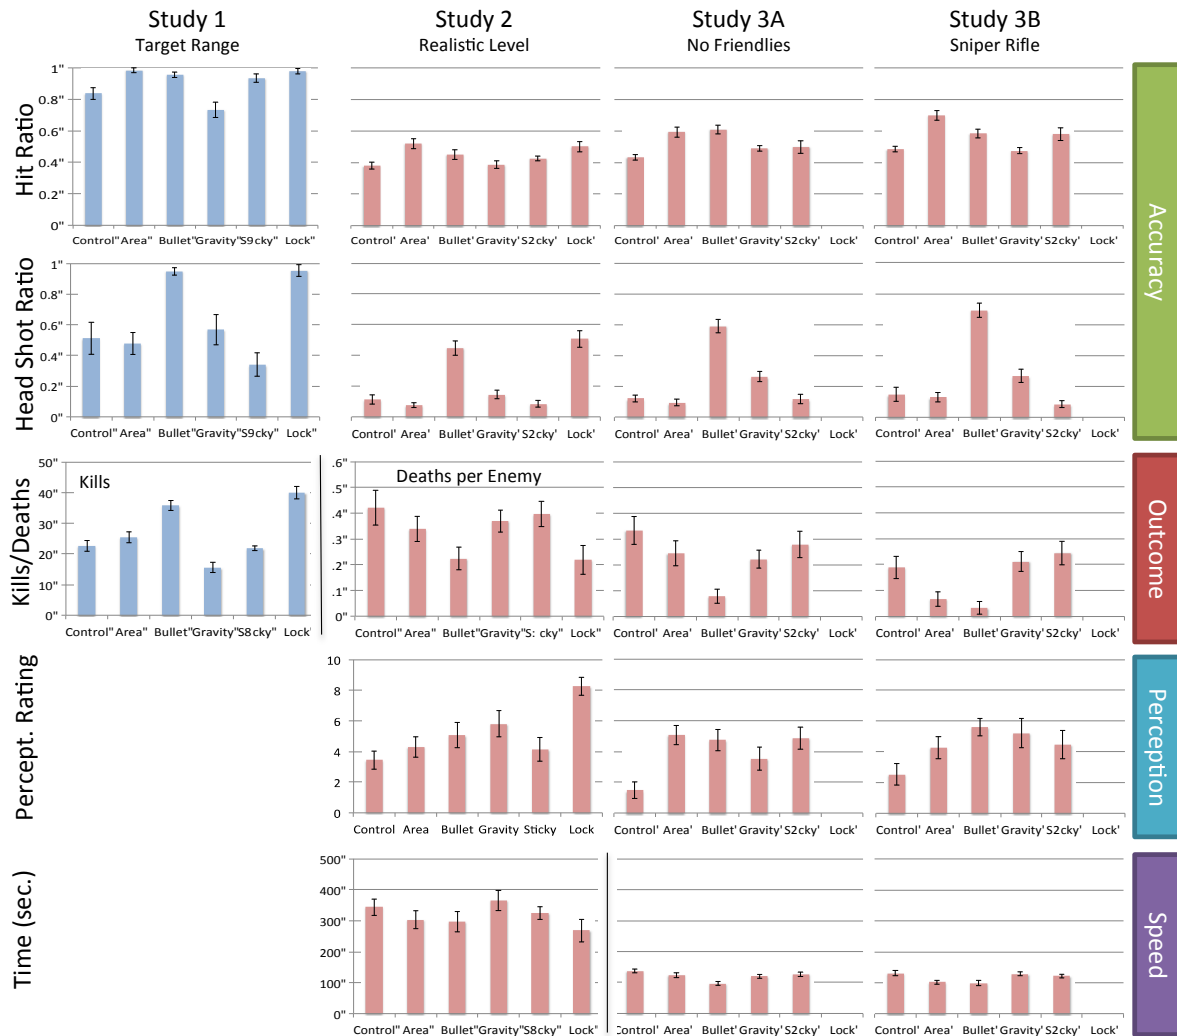 Study 1 Study 2 Study 3A Study 3B
Target Range Realistic Level No Friendlies Sniper Rifle
Hit Ratio
1"
0.8"
0.6"
0.4"
0.2"
0"
Control" Area" Bullet" Gravity" S9cky" Lock"
Control' Area' Bullet' Gravity' S2cky' Lock'
Control' Area' Bullet' Gravity' S2cky' Lock'
Control' Area' Bullet' Gravity' S2cky' Lock'
Head Shot Ratio
1"
0.8"
0.6"
0.4"
0.2"
0"
Control" Area" Bullet" Gravity" S9cky" Lock"
Control' Area' Bullet' Gravity' S2cky' Lock'
Control' Area' Bullet' Gravity' S2cky' Lock'
Control' Area' Bullet' Gravity' S2cky' Lock'
Accuracy
Kills/Deaths
Kills
50"
40"
30"
20"
10"
0"
Control" Area" Bullet" Gravity" S8cky" Lock"
Deaths per Enemy
.6"
.5"
.4"
.3"
.2"
.1"
0"
Control" Area" Bullet" Gravity" S: cky" Lock"
Control' Area' Bullet' Gravity' S2cky' Lock'
Control' Area' Bullet' Gravity' S2cky' Lock'
Outcome
Percept. Rating
10
8
6
4
2
0
Control Area Bullet Gravity Sticky Lock
Control' Area' Bullet' Gravity' S2cky' Lock'
Control' Area' Bullet' Gravity' S2cky' Lock'
Perception
Time (sec.)
500"
400"
300"
200"
100"
0"
Control" Area" Bullet" Gravity" S8cky" Lock"
Control' Area' Bullet' Gravity' S2cky' Lock'
Control' Area' Bullet' Gravity' S2cky' Lock'
Speed